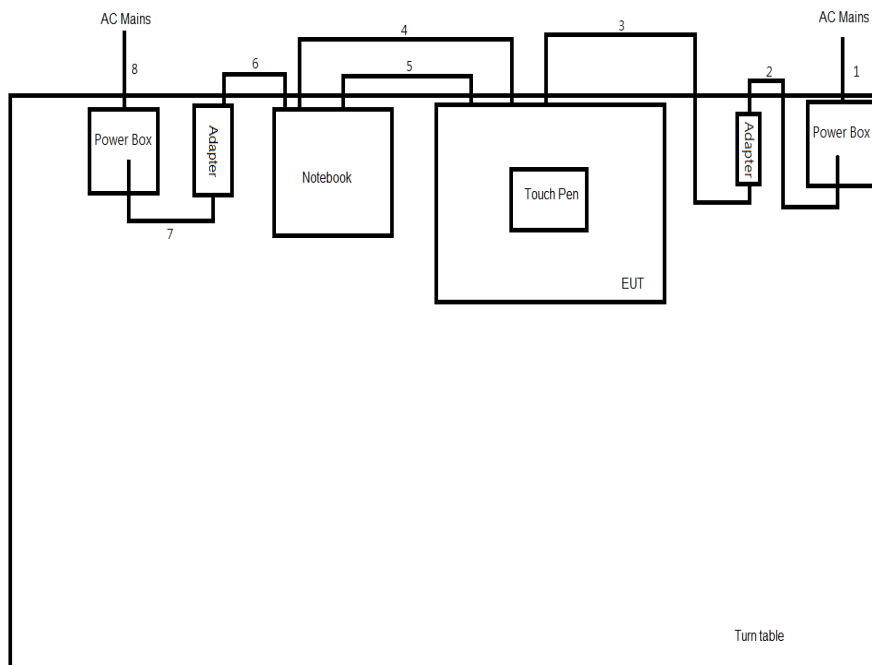 AC Mains
AC Mains
4
3
8
6
5
2
1
Power Box
Adapter
Notebook
Touch Pen
Adapter
Power Box
7
EUT
Turn table